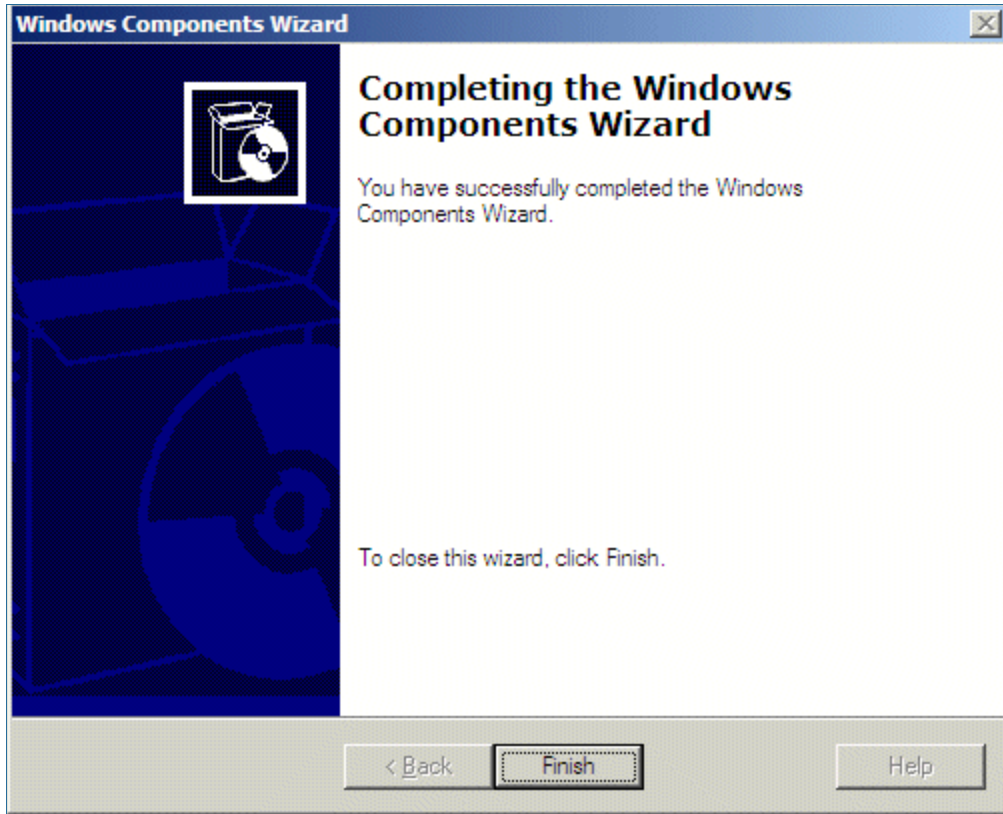 Windows Components Wizard
Completing the Windows
Components Wizard
You have successfully completed the Windows
Components Wizard.
To close this wizard, click Finish.
< Back
Finish
Help